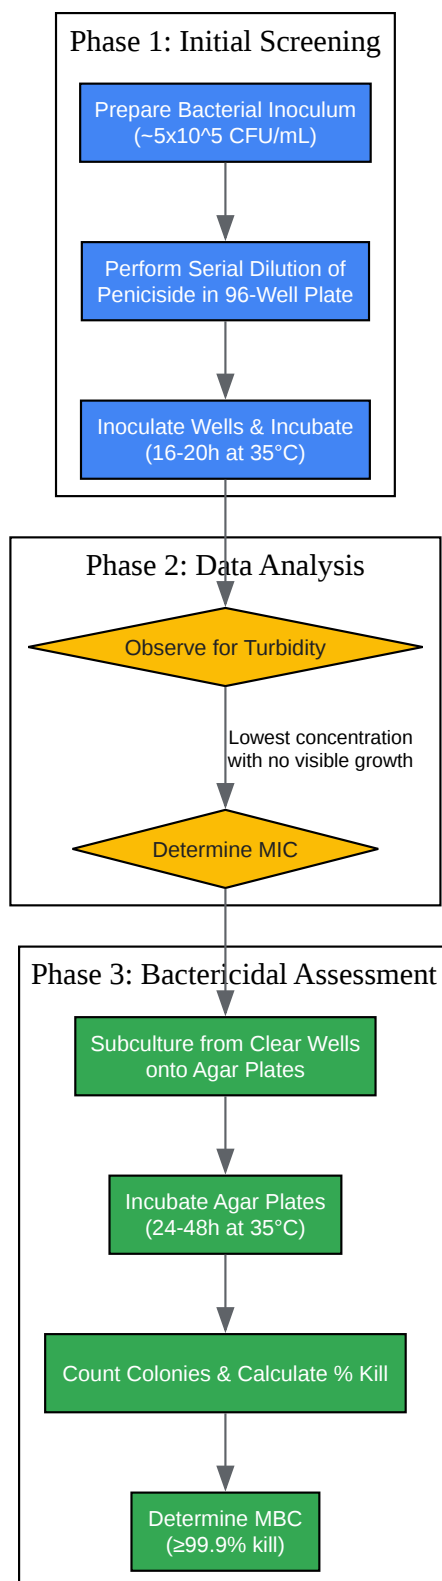 Phase 1: Initial Screening
Prepare Bacterial Inoculum
(~5x10^5 CFU/mL)
Perform Serial Dilution of
Peniciside in 96-Well Plate
Inoculate Wells & Incubate
(16-20h at 35°C)
Phase 2: Data Analysis
Observe for Turbidity
Lowest concentration
with no visible growth
Determine MIC
Phase 3: Bactericidal Assessment
Subculture from Clear Wells
onto Agar Plates
Incubate Agar Plates
(24-48h at 35°C)
Count Colonies & Calculate % Kill
Determine MBC
(≥99.9% kill)